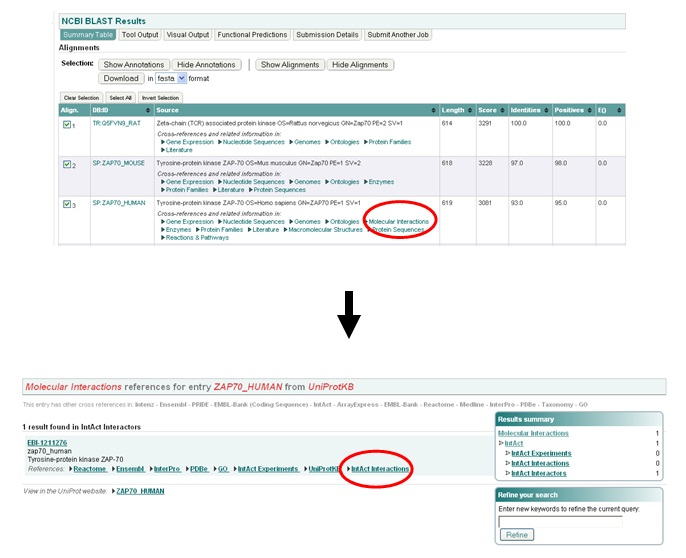 NCBI BLAST Results
Summary Table Tool Output Visual Output Functional Predictions Submission Details Submit Another Job
Alignments
Selection: Show Annotations Hide Annotations Show Alignments Hide Alignments
Download in fasta format
Clear Selection Select All Invert Selection
Align. DB:ID Source Length Score Identities Positives E()
1 TR:Q5FVN9_RAT Zeta-chain (TCR) associated protein kinase OS=Rattus norvegicus GN=Zap70 PE=2 SV=1 614 3291 100.0 100.0 0.0
Cross-references and related information in:
Gene Expression Nucleotide Sequences Genomes Ontologies Protein Families
Literature
2 SP:ZAP70_MOUSE Tyrosine-protein kinase ZAP-70 OS=Mus musculus GN=Zap70 PE=1 SV=2 618 3228 97.0 98.0 0.0
Cross-references and related information in:
Gene Expression Nucleotide Sequences Genomes Ontologies Enzymes
Protein Families Literature Protein Sequences
3 SP:ZAP70_HUMAN Tyrosine-protein kinase ZAP-70 OS=Homo sapiens GN=ZAP70 PE=1 SV=1 619 3081 93.0 95.0 0.0
Cross-references and related information in:
Gene Expression Nucleotide Sequences Genomes Ontologies Molecular Interactions
Enzymes Protein Families Literature Macromolecular Structures Protein Sequences
Reactions & Pathways
Molecular Interactions references for entry ZAP70_HUMAN from UniProtKB
This entry has other cross references in: Intenz - Ensembl - PRIDE - EMBL-Bank (Coding Sequence) - IntAct - ArrayExpress - EMBL-Bank - Reactome - Medline - InterPro - PDBe - Taxonomy - GO
1 result found in IntAct Interactors
EBI-1211276
zap70_human
Tyrosine-protein kinase ZAP-70
References: Reactome Ensembl InterPro PDBe GO IntAct Experiments UniProtKB IntAct Interactions
View in the UniProt website: ZAP70_HUMAN
Results summary
Molecular Interactions 1
IntAct 1
IntAct Experiments 0
IntAct Interactions 0
IntAct Interactors 1
Refine your search
Enter new keywords to refine the current query:
Refine